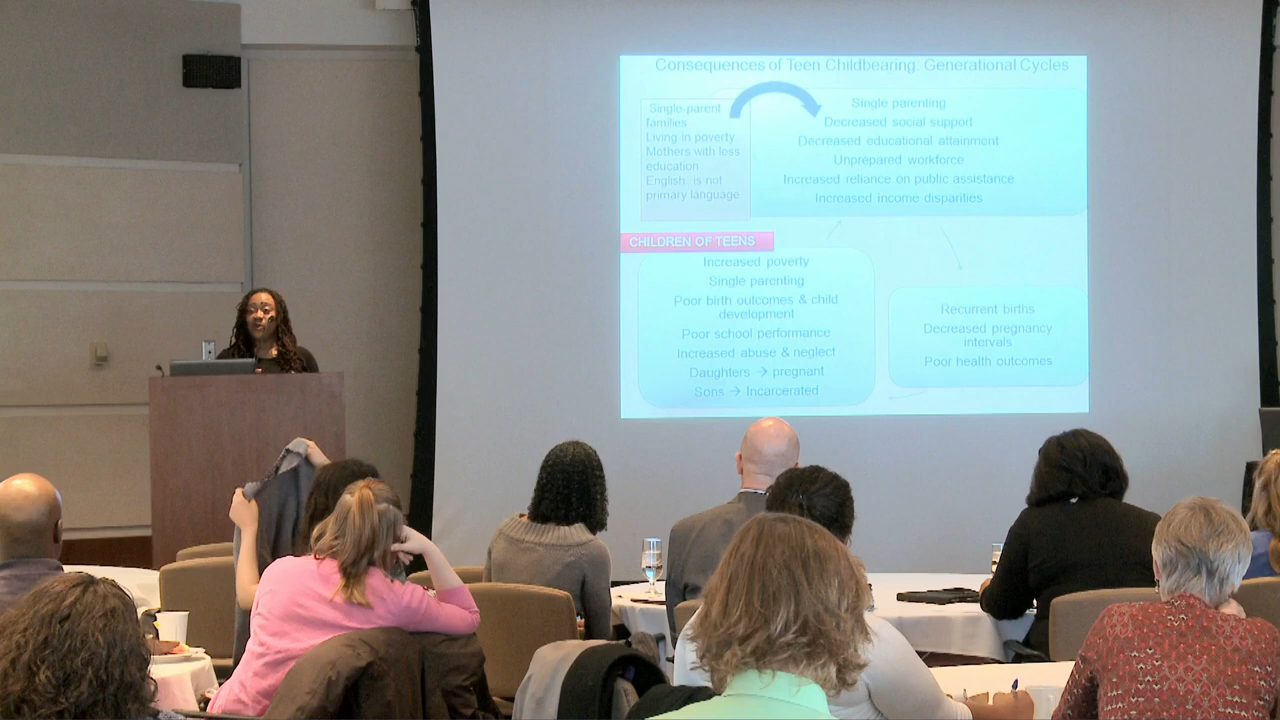 Consequences of Teen Childbearing: Generational Cycles
Single-parent
families
Living in poverty
Mothers with less
education
English is not
primary language
Single parenting
Decreased social support
Decreased educational attainment
Unprepared workforce
Increased reliance on public assistance
Increased income disparities
CHILDREN OF TEENS
Increased poverty
Single parenting
Poor birth outcomes & child
development
Poor school performance
Increased abuse & neglect
Daughters → pregnant
Sons → Incarcerated
Recurrent births
Decreased pregnancy
intervals
Poor health outcomes